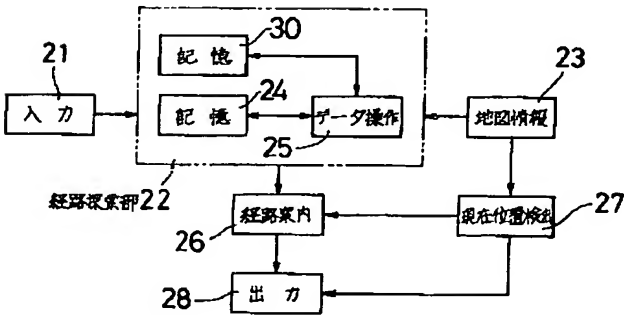 21
30
記憶
23
24
入力
記憶
データ操作
地図情報
25
経路探索部22
経路案内
現在位置検出
27
26
28
出力